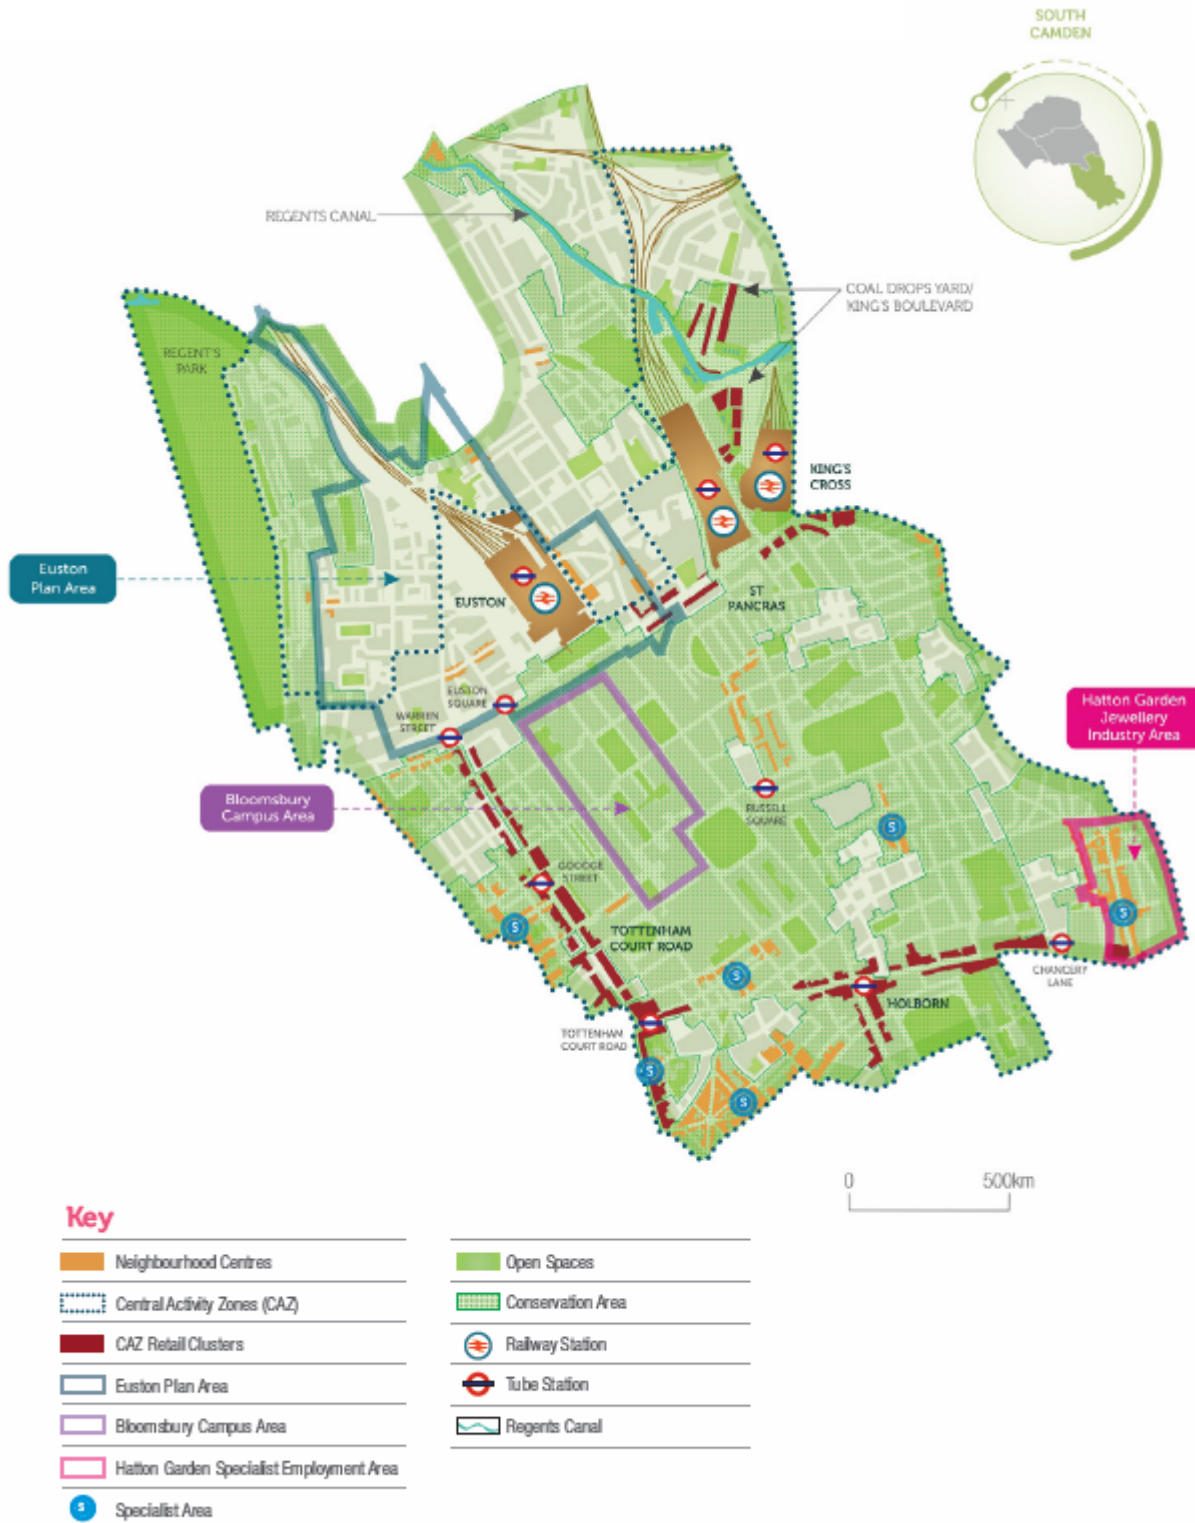 SOUTH
CAMDEN
REGENTS CANAL
COAL DROPS YARD/
KING'S BOULEVARD
REGENT'S
PARK
KING'S
CROSS
Euston
Plan Area
EUSTON
ST
PANCRAS
EUSTON
SQUARE
WARREN
STREET
Hatton Garden
Jewellery
Industry Area
Bloomsbury
Campus Area
RUSSELL
SQUARE
S
GOODGE
STREET
S
S
TOTTENHAM
COURT ROAD
CHANCERY
LANE
S
HOLBORN
TOTTENHAM
COURT ROAD
S
S
0 500km
Key
Neighbourhood Centres
Central Activity Zones (CAZ)
CAZ Retail Clusters
Euston Plan Area
Bloomsbury Campus Area
Hatton Garden Specialist Employment Area
S Specialist Area
Open Spaces
Conservation Area
Railway Station
Tube Station
Regents Canal